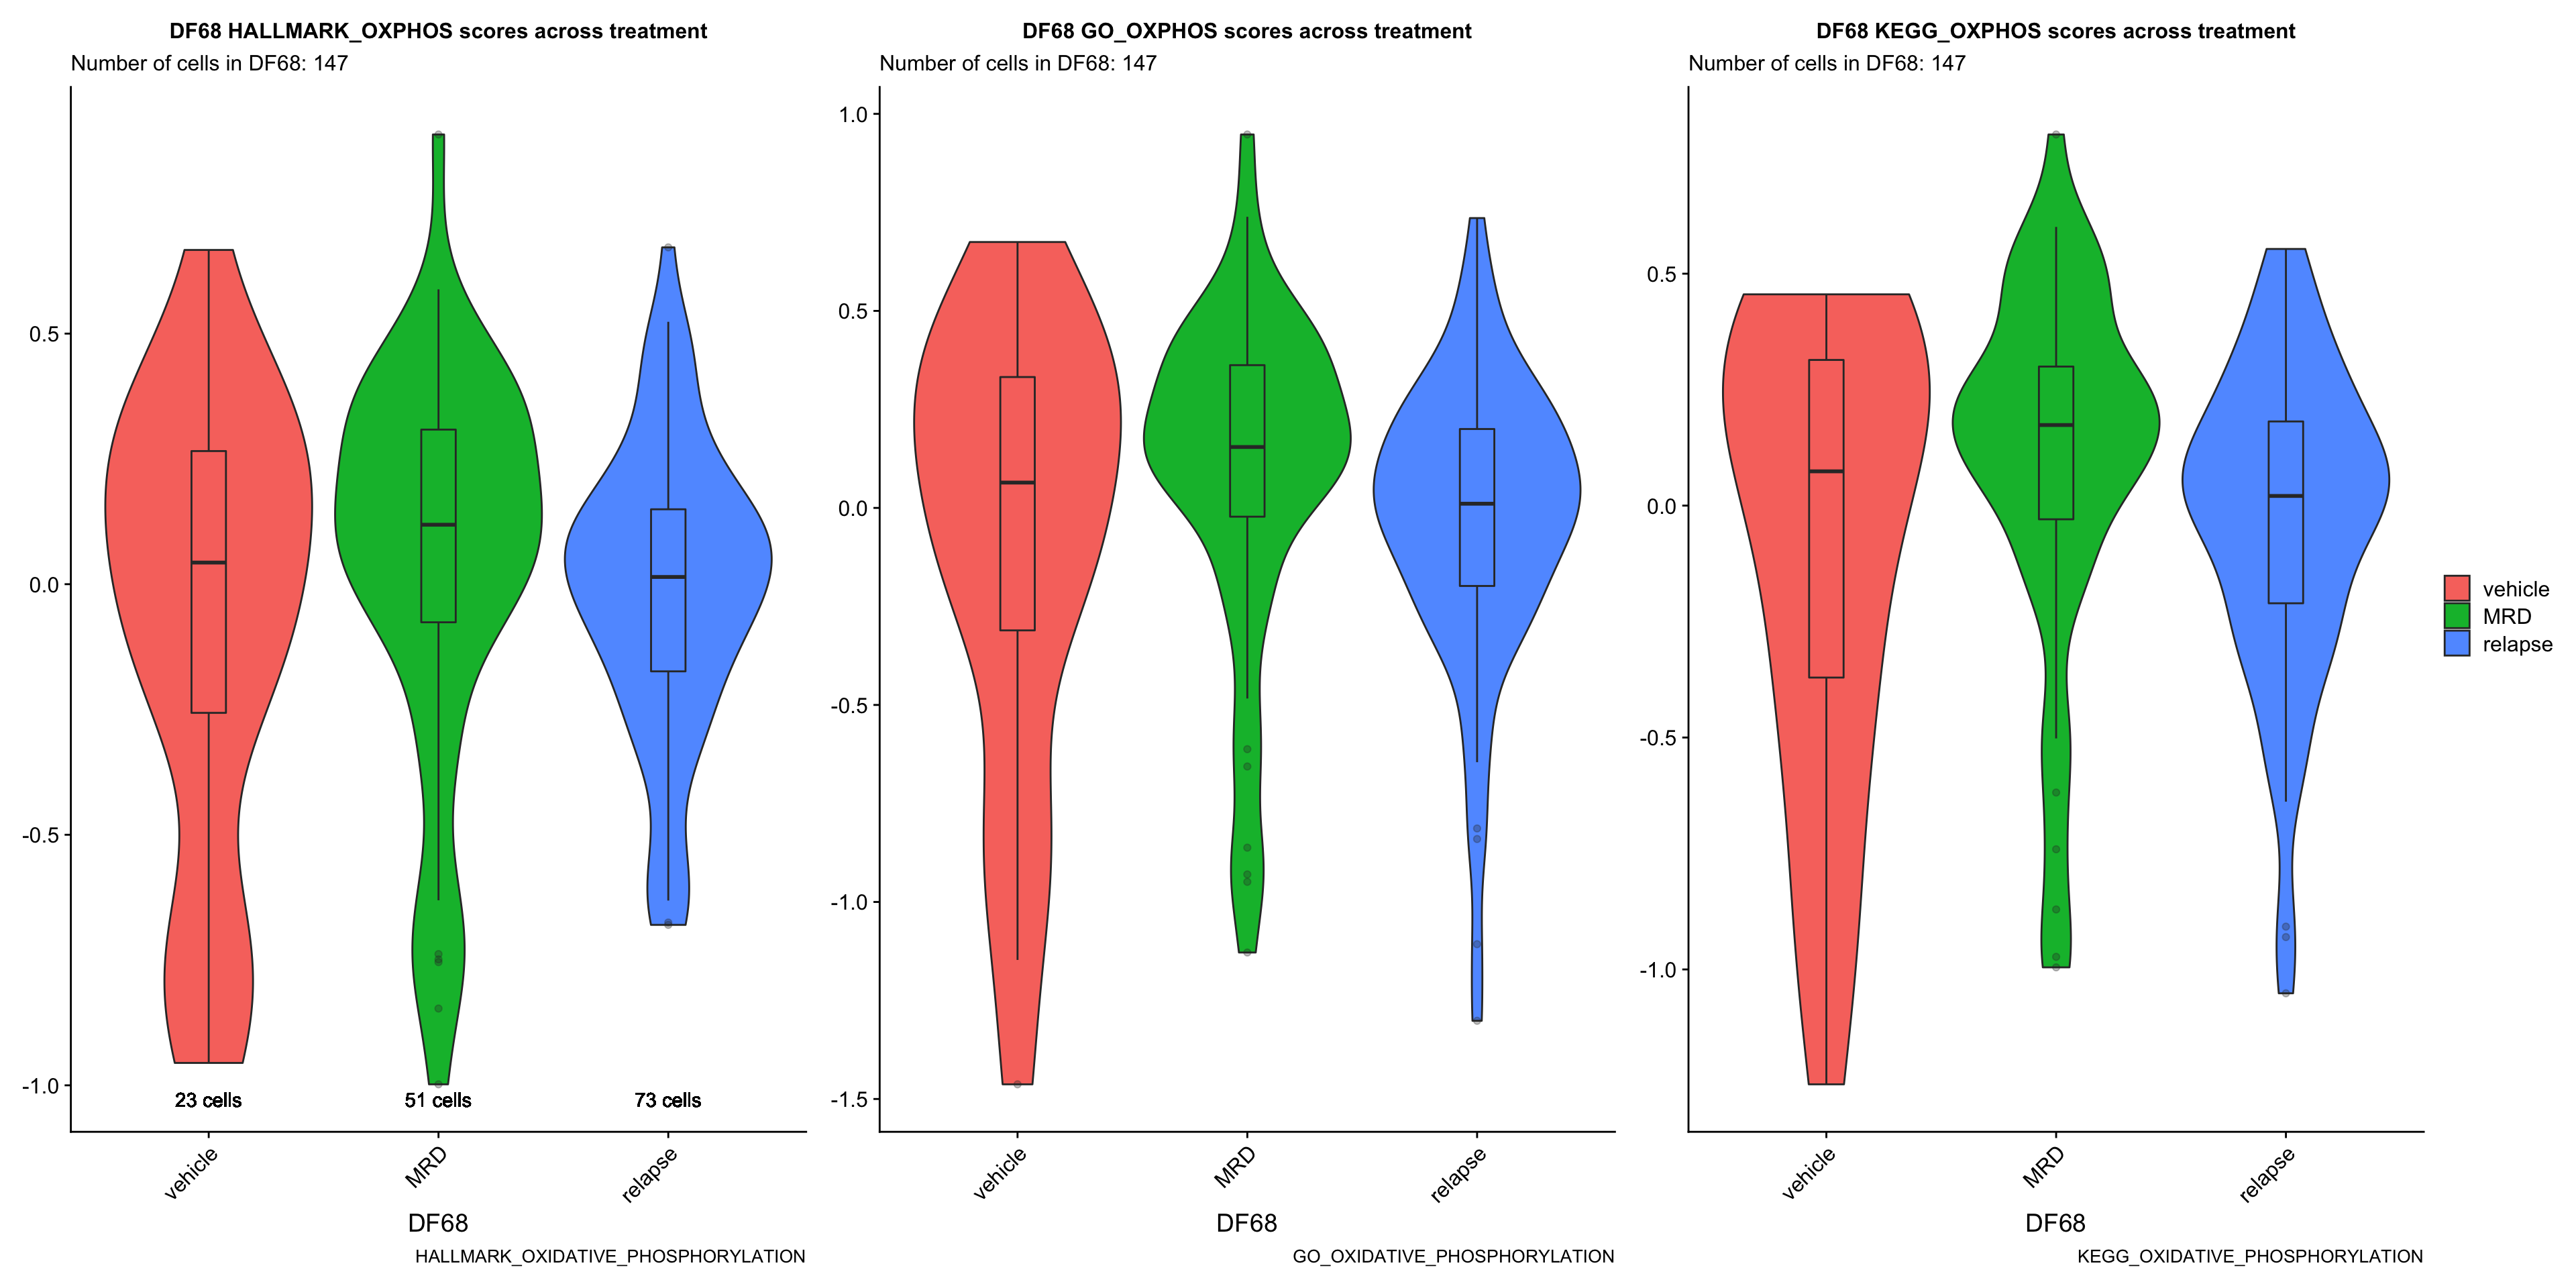 DF68 HALLMARK_OXPHOS scores across treatment
Number of cells in DF68: 147
0.5
0.0
-0.5
-1.0
23 cells
51 cells
73 cells
vehicle
MRD
relapse
DF68
HALLMARK_OXIDATIVE_PHOSPHORYLATION
DF68 GO_OXPHOS scores across treatment
Number of cells in DF68: 147
1.0
0.5
0.0
-0.5
-1.0
-1.5
vehicle
MRD
relapse
DF68
GO_OXIDATIVE_PHOSPHORYLATION
DF68 KEGG_OXPHOS scores across treatment
Number of cells in DF68: 147
0.5
0.0
-0.5
-1.0
vehicle
MRD
relapse
DF68
KEGG_OXIDATIVE_PHOSPHORYLATION
vehicle
MRD
relapse